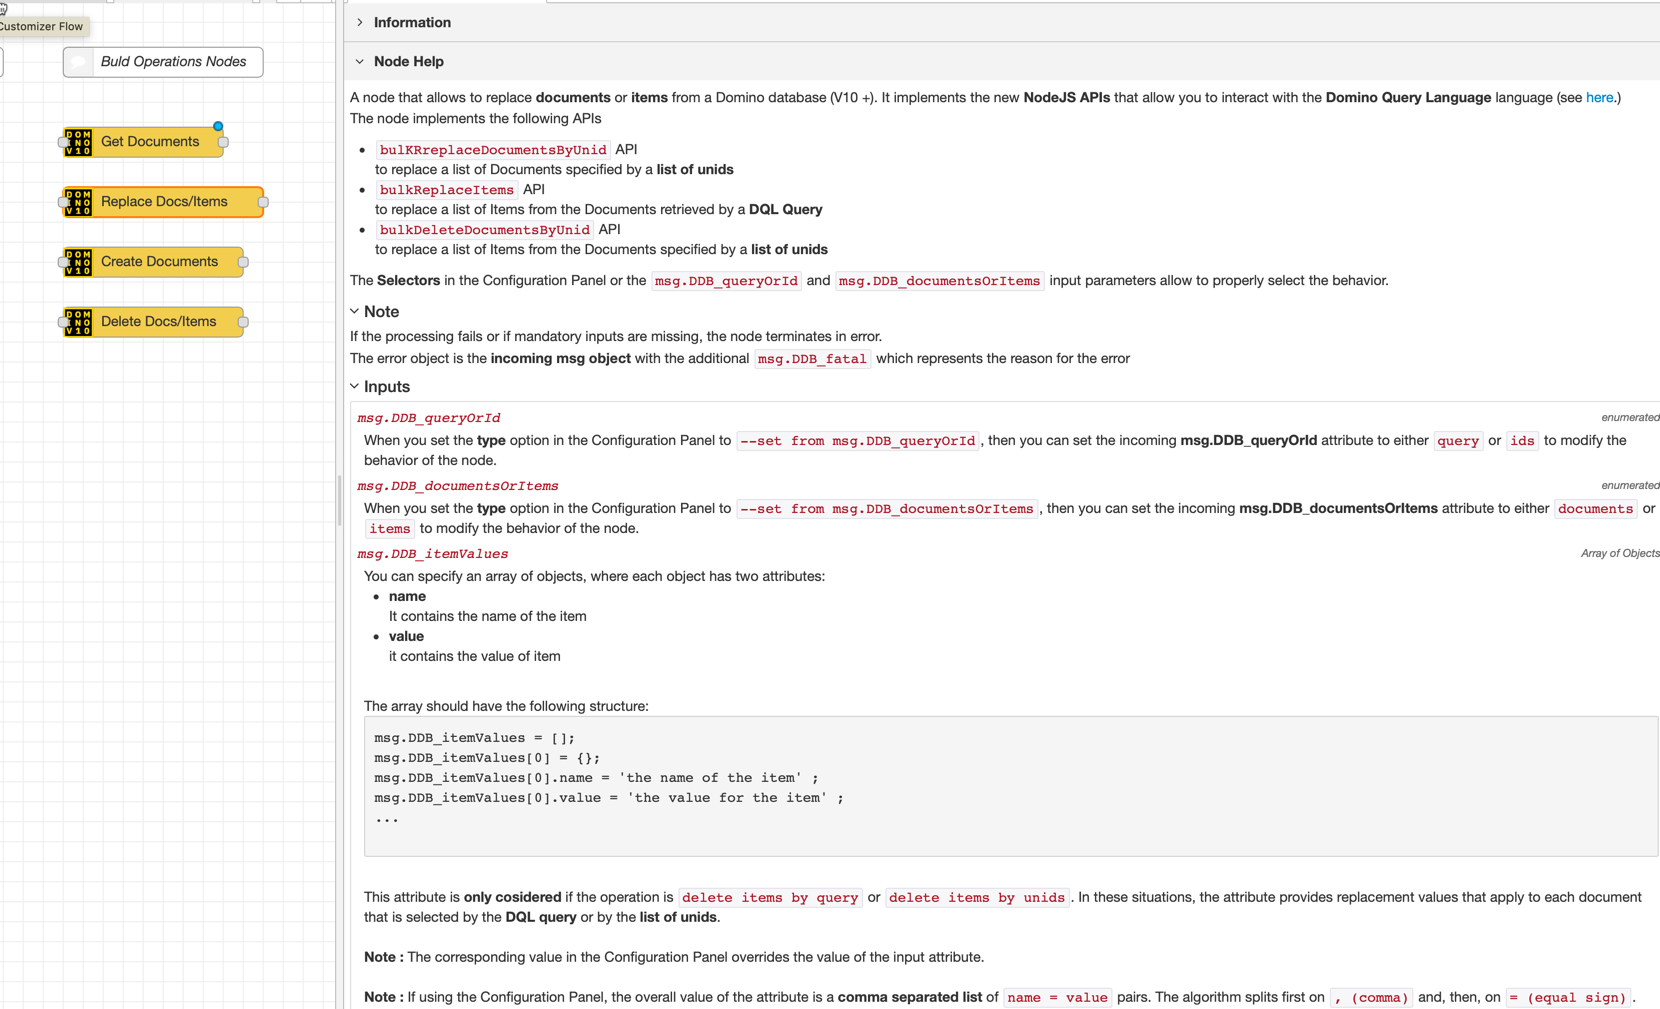 Customizer Flow
Buld Operations Nodes
DOM
INO
V10
Get Documents
DOM
INO
V10
Replace Docs/Items
DOM
INO
V10
Create Documents
DOM
INO
V10
Delete Docs/Items
Information
Node Help
A node that allows to replace documents or items from a Domino database (V10 +). It implements the new NodeJS APIs that allow you to interact with the Domino Query Language language (see here.)
The node implements the following APIs
• bulKRreplaceDocumentsByUnid API
to replace a list of Documents specified by a list of unids
• bulkReplaceItems API
to replace a list of Items from the Documents retrieved by a DQL Query
• bulkDeleteDocumentsByUnid API
to replace a list of Items from the Documents specified by a list of unids
The Selectors in the Configuration Panel or the msg.DDB_queryOrId and msg.DDB_documentsOrItems input parameters allow to properly select the behavior.
Note
If the processing fails or if mandatory inputs are missing, the node terminates in error.
The error object is the incoming msg object with the additional msg.DDB_fatal which represents the reason for the error
Inputs
msg.DDB_queryOrId enumerated
When you set the type option in the Configuration Panel to --set from msg.DDB_queryOrId , then you can set the incoming msg.DDB_queryOrId attribute to either query or ids to modify the
behavior of the node.
msg.DDB_documentsOrItems enumerated
When you set the type option in the Configuration Panel to --set from msg.DDB_documentsOrItems , then you can set the incoming msg.DDB_documentsOrItems attribute to either documents or
items to modify the behavior of the node.
msg.DDB_itemValues Array of Objects
You can specify an array of objects, where each object has two attributes:
• name
It contains the name of the item
• value
it contains the value of item
The array should have the following structure:
msg.DDB_itemValues = [];
msg.DDB_itemValues[0] = {};
msg.DDB_itemValues[0].name = 'the name of the item' ;
msg.DDB_itemValues[0].value = 'the value for the item' ;
...
This attribute is only cosidered if the operation is delete items by query or delete items by unids . In these situations, the attribute provides replacement values that apply to each document
that is selected by the DQL query or by the list of unids.
Note : The corresponding value in the Configuration Panel overrides the value of the input attribute.
Note : If using the Configuration Panel, the overall value of the attribute is a comma separated list of name = value pairs. The algorithm splits first on , (comma) and, then, on = (equal sign) .